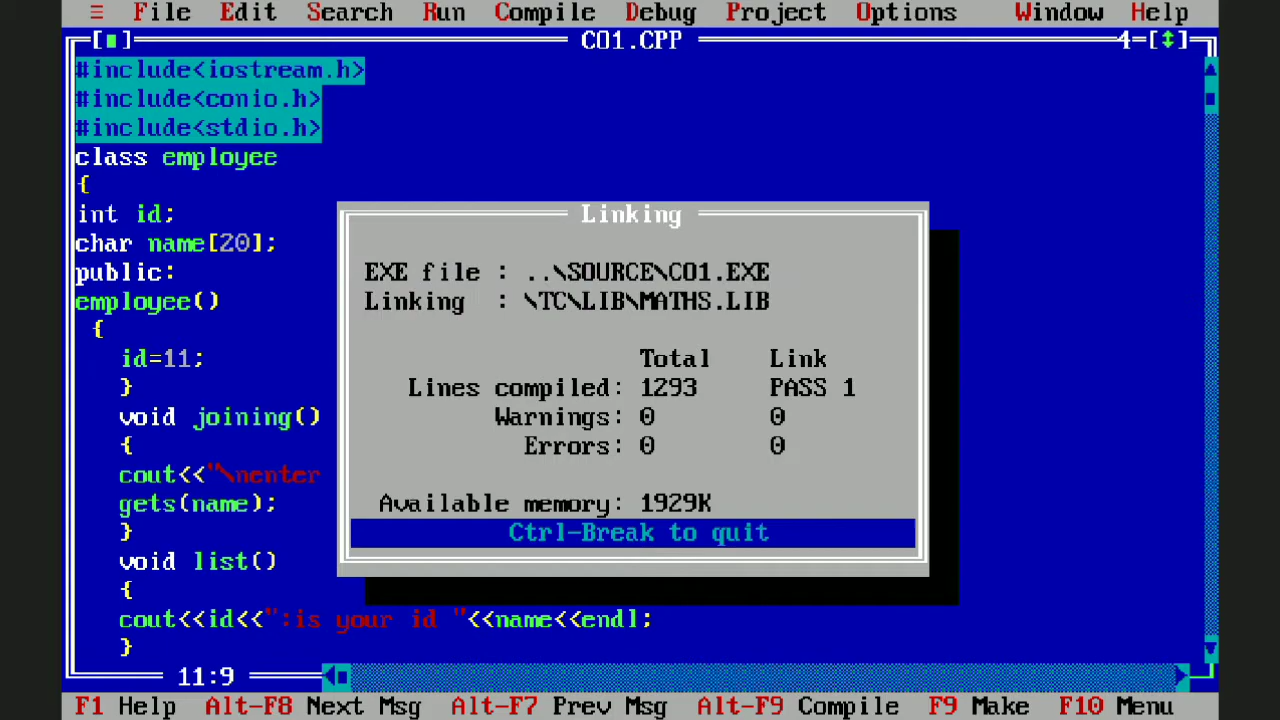 ≡ File Edit Search Run Compile Debug Project Options Window Help
CO1.CPP 4
#include<iostream.h>
#include<conio.h>
#include<stdio.h>
class employee
{
int id;
char name[20];
public:
employee()
{
id=11;
}
void joining()
{
cout<<"\nenter
gets(name);
}
void list()
{
cout<<id<<":is your id "<<name<<endl;
}
Linking
EXE file : ..\SOURCE\CO1.EXE
Linking : \TC\LIB\MATHS.LIB
Total Link
Lines compiled: 1293 PASS 1
Warnings: 0 0
Errors: 0 0
Available memory: 1929K
Ctrl-Break to quit
11:9
F1 Help Alt-F8 Next Msg Alt-F7 Prev Msg Alt-F9 Compile F9 Make F10 Menu